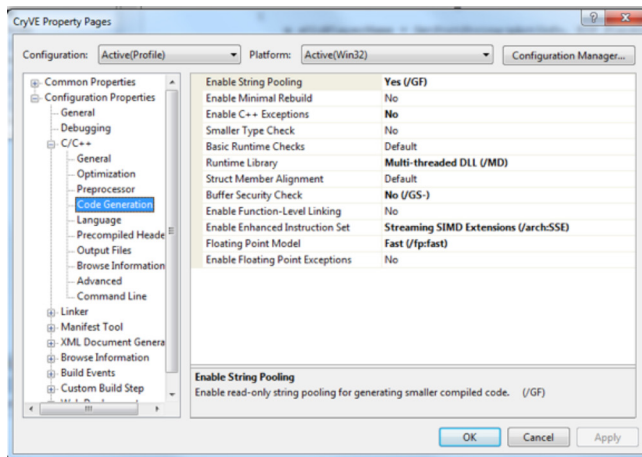 CryVE Property Pages
Configuration: Active(Profile) Platform: Active(Win32) Configuration Manager...
Common Properties
Configuration Properties
General
Debugging
C/C++
General
Optimization
Preprocessor
Code Generation
Language
Precompiled Heade
Output Files
Browse Information
Advanced
Command Line
Linker
Manifest Tool
XML Document Genera
Browse Information
Build Events
Custom Build Step
Enable String Pooling Yes (/GF)
Enable Minimal Rebuild No
Enable C++ Exceptions No
Smaller Type Check No
Basic Runtime Checks Default
Runtime Library Multi-threaded DLL (/MD)
Struct Member Alignment Default
Buffer Security Check No (/GS-)
Enable Function-Level Linking No
Enable Enhanced Instruction Set Streaming SIMD Extensions (/arch:SSE)
Floating Point Model Fast (/fp:fast)
Enable Floating Point Exceptions No
Enable String Pooling
Enable read-only string pooling for generating smaller compiled code. (/GF)
OK Cancel Apply